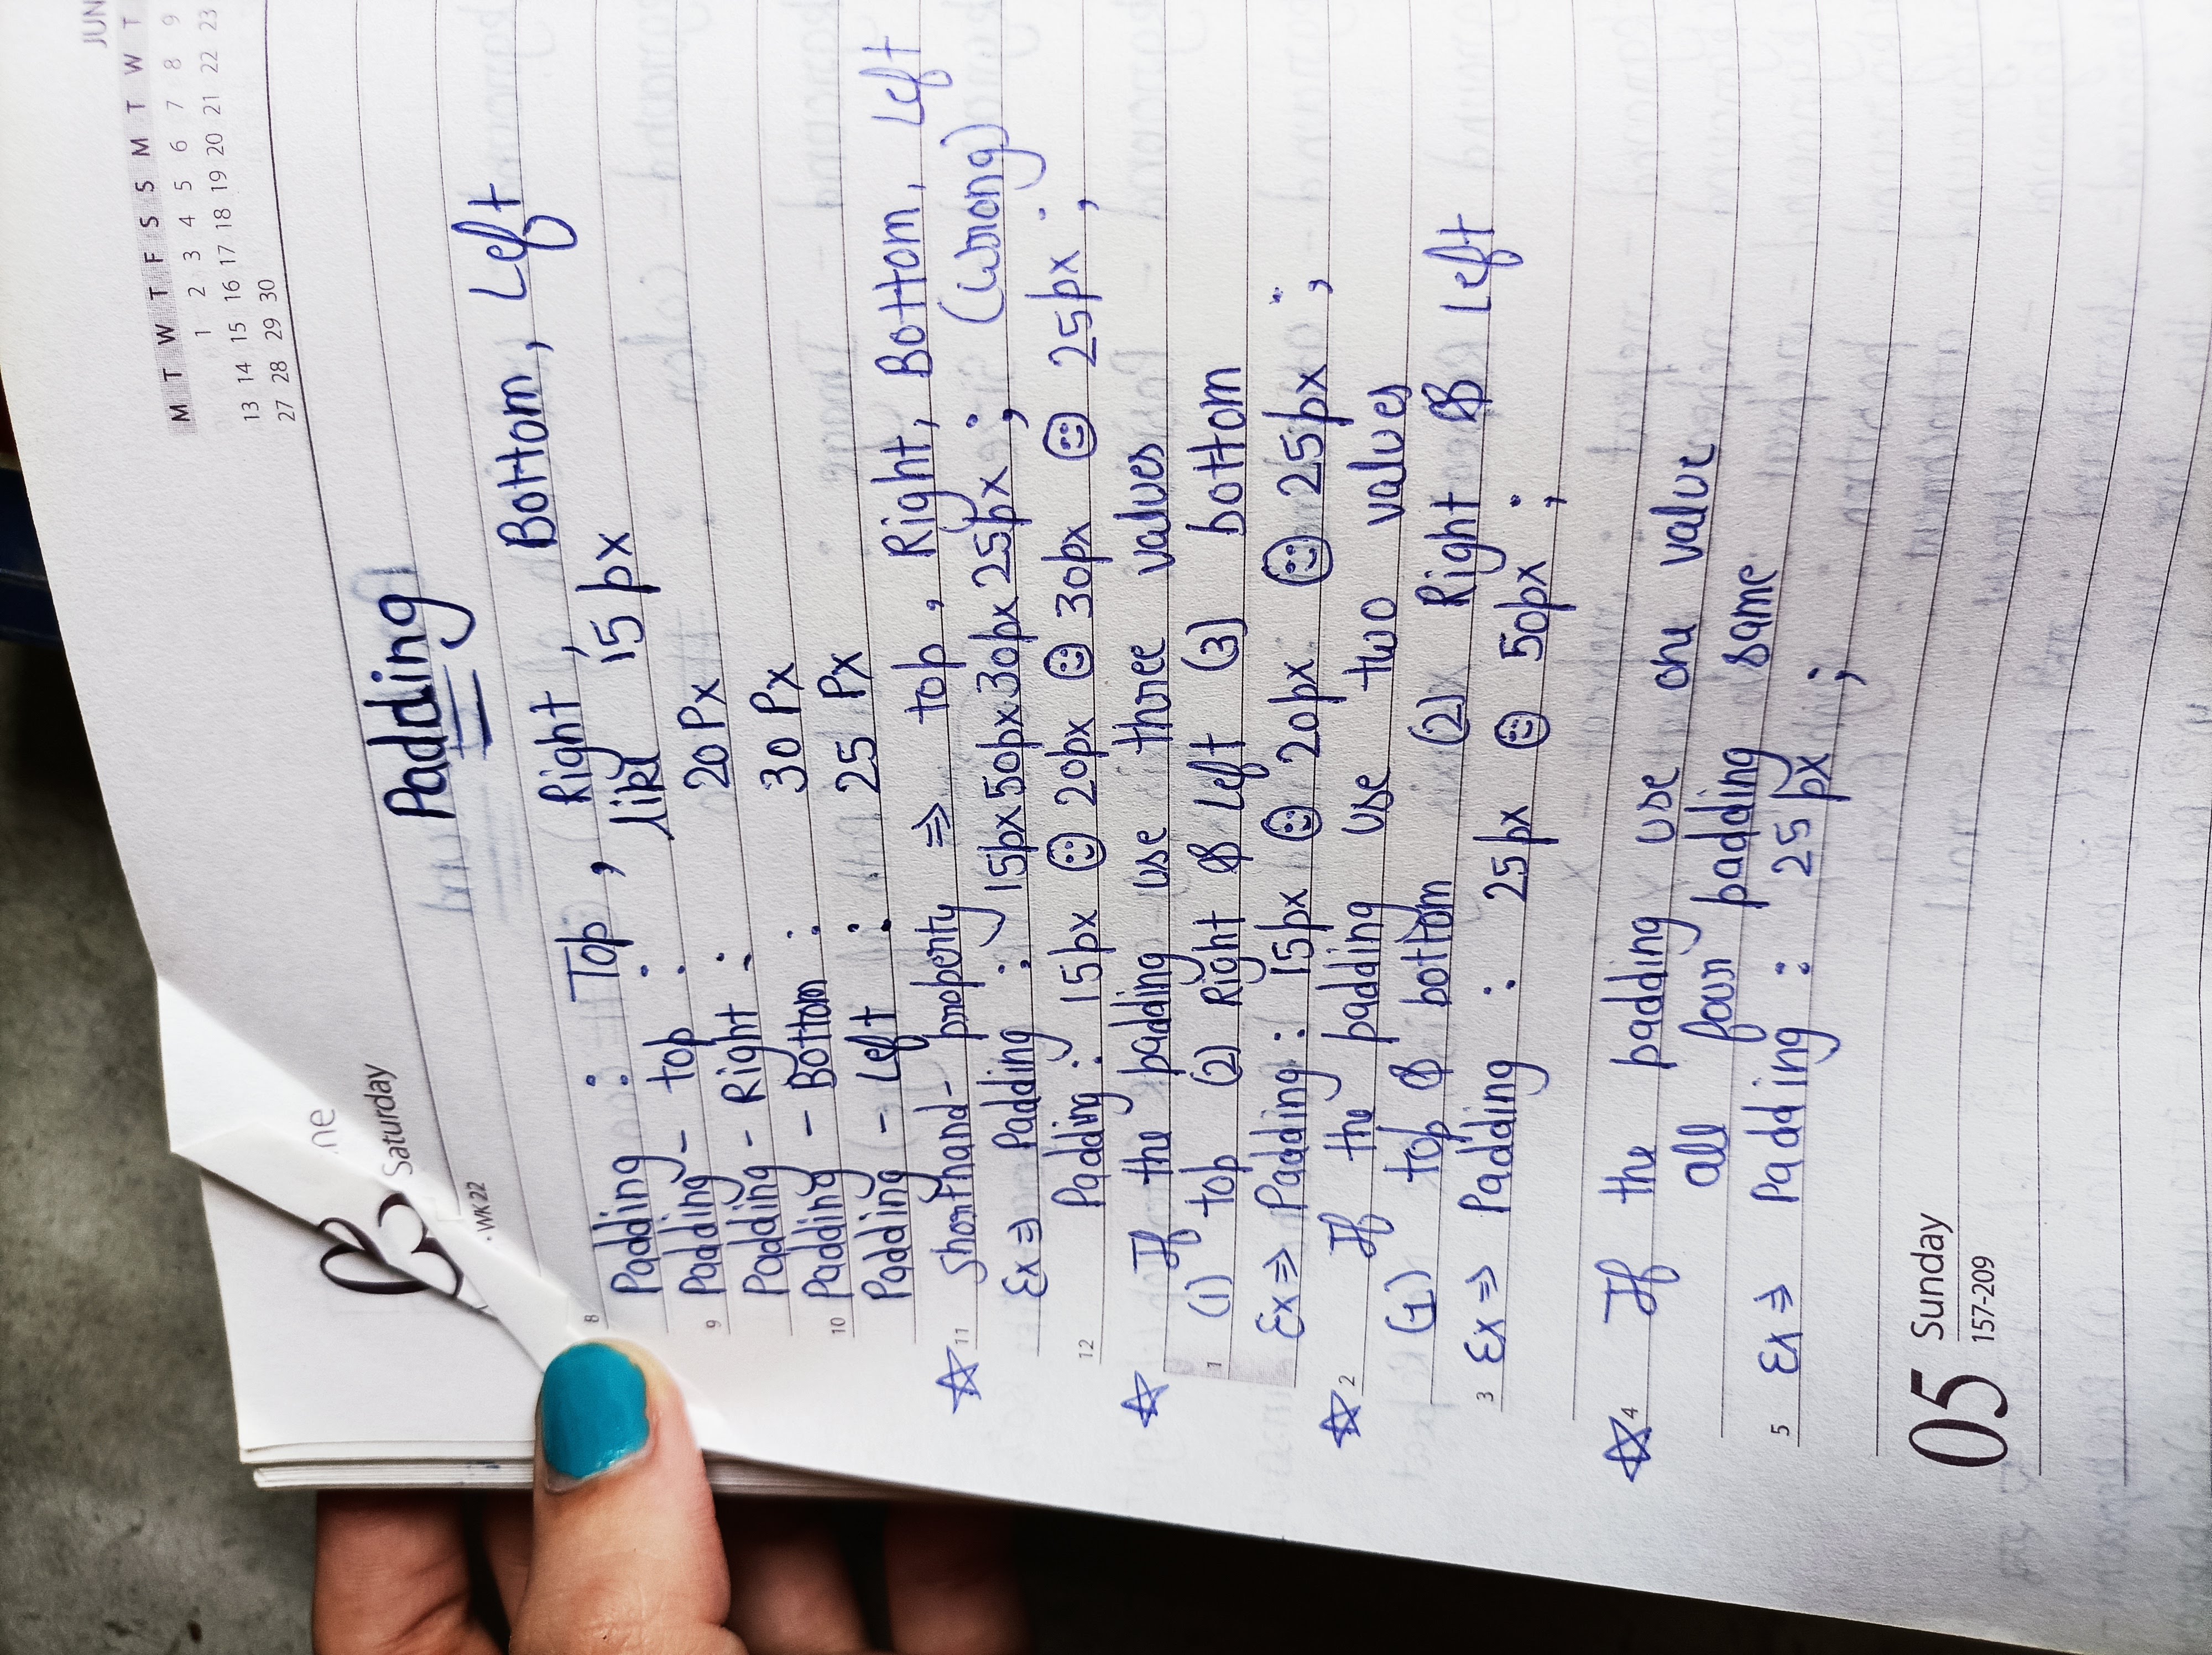 JUN
M T W T F S S M T W T
1 2 3 4 5 6 7 8 9
13 14 15 16 17 18 19 20 21 22 23
27 28 29 30
ne
Saturday
WK 22
Padding
8
Padding : Top , Right , Bottom , Left
Padding - top : like 15 px
9
Padding - Right : 20 Px
Padding - Bottom : 30 Px
10
Padding - Left : 25 Px
☆ 11 Shorthand- property ⇒ top , Right, Bottom, Left
Ex ⇒ Padding : 15px 50px 30px 25px ; (Wrong)
12 Padding : 15px ☺ 20px ☺ 30px ☺ 25px ;
☆ If the padding use three values
1 (1) top (2) Right & Left (3) bottom
Ex ⇒ Padding : 15px ☺ 20px ☺ 25px ;
☆ 2 If the padding use two values
(1) top & bottom (2) Right & Left
3 Ex ⇒ Padding : 25px ☺ 50px ;
☆ 4 If the padding use one value
all four padding same
5 Ex ⇒ Padding : 25 px ;
05 Sunday
157-209